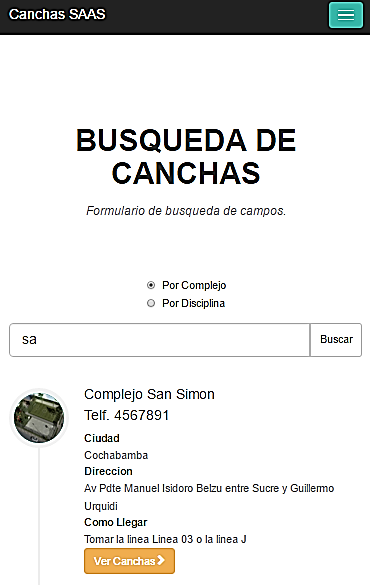 Canchas SAAS
BUSQUEDA DE
CANCHAS
Formulario de busqueda de campos.
Por Complejo
Por Disciplina
sa
Buscar
Complejo San Simon
Telf. 4567891
Ciudad
Cochabamba
Direccion
Av Pdte Manuel Isidoro Belzu entre Sucre y Guillermo
Urquidi
Como Llegar
Tomar la linea Linea 03 o la linea J
Ver Canchas